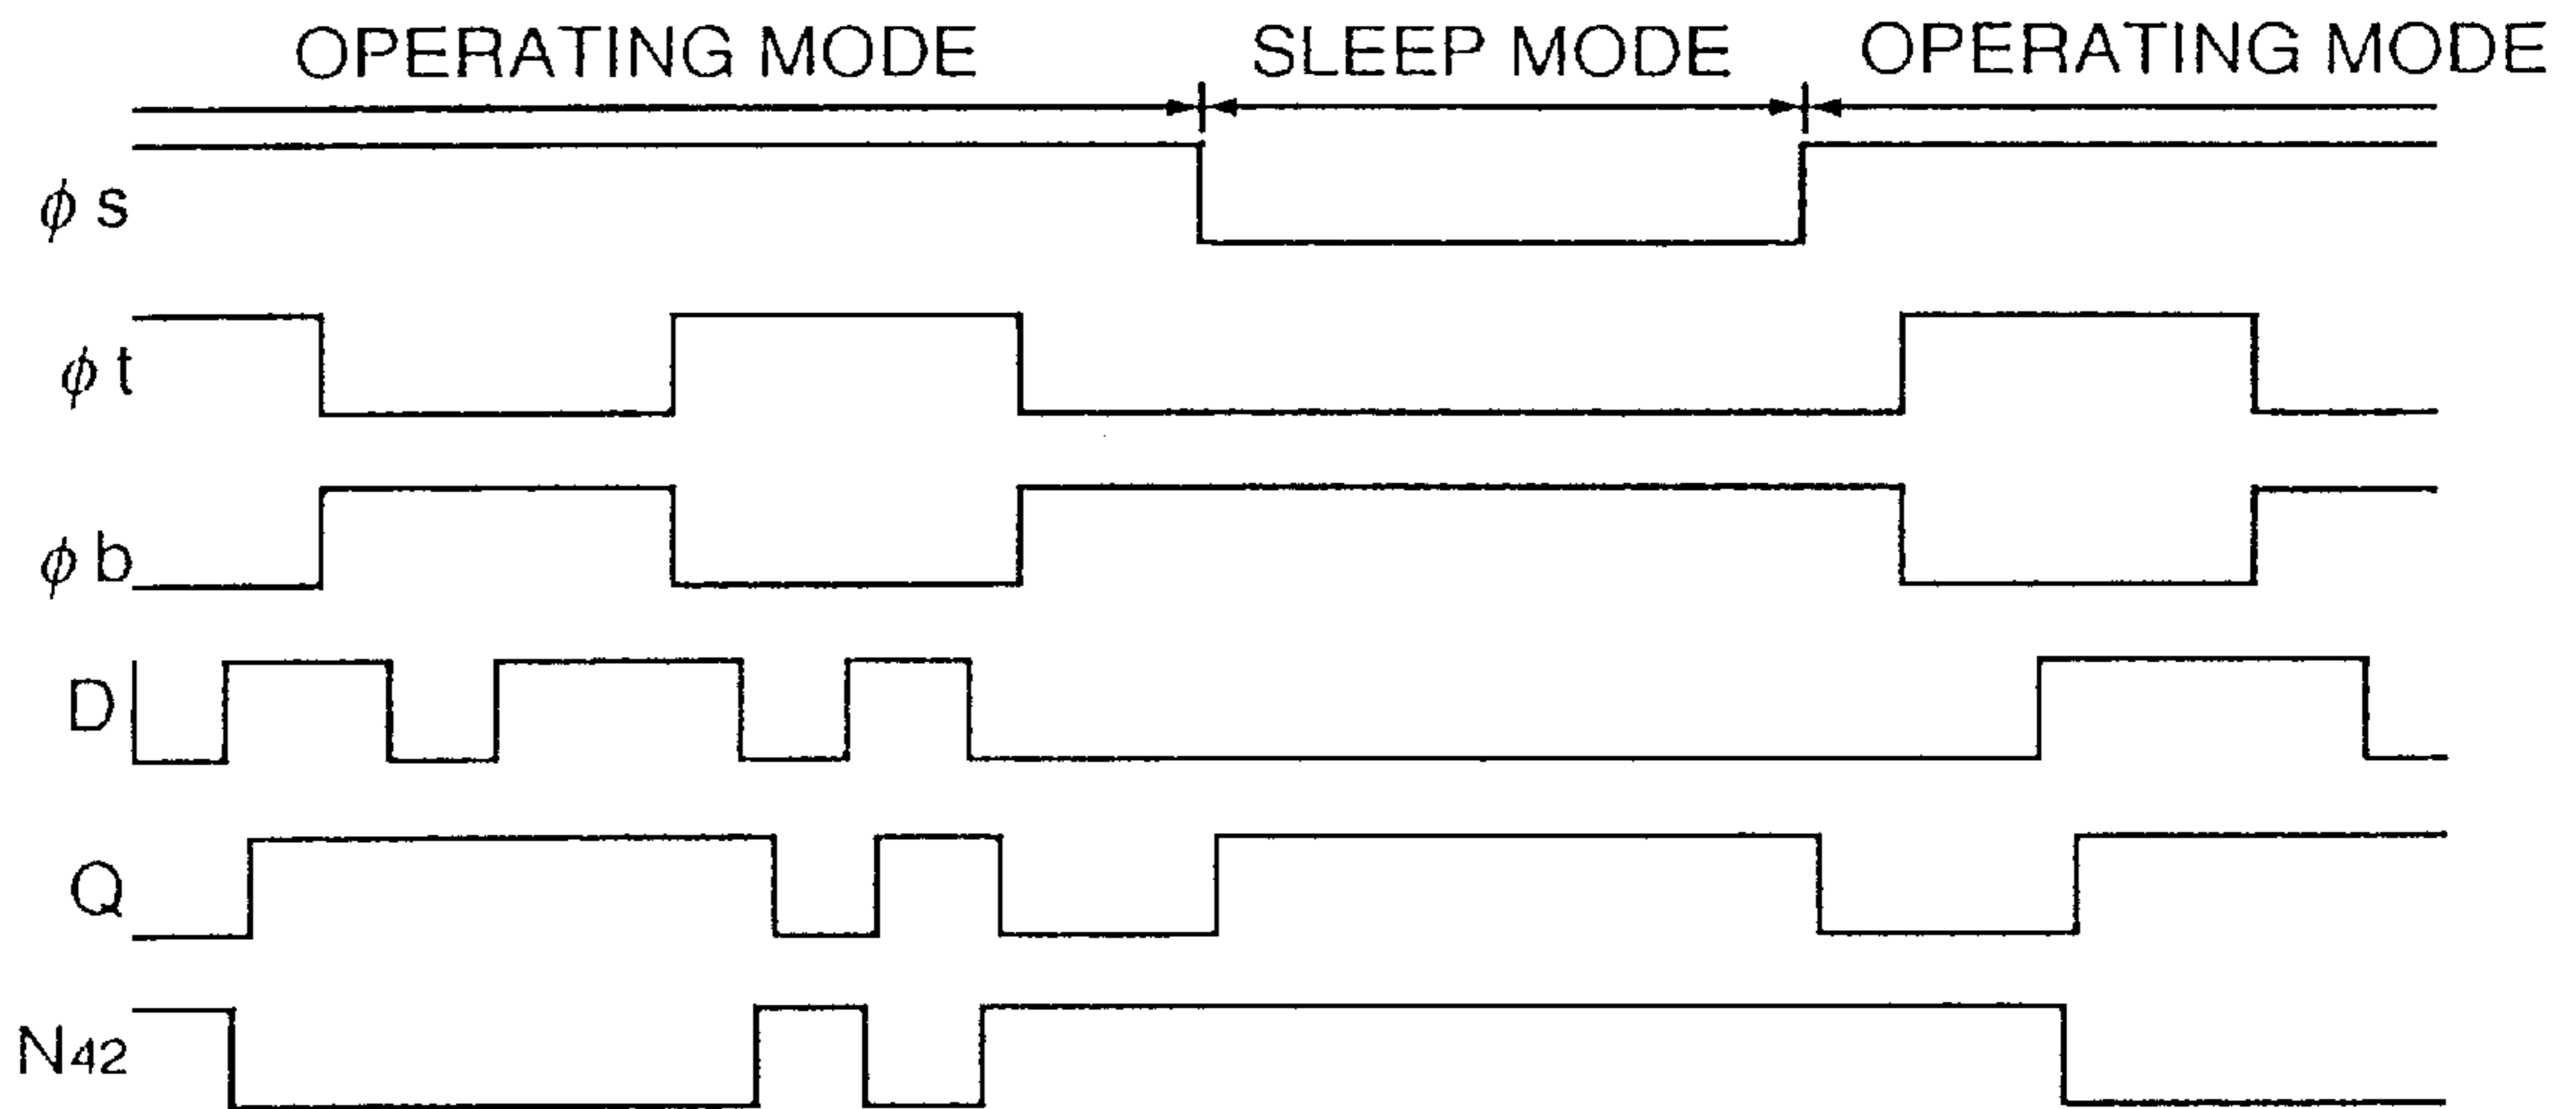 OPERATING MODE SLEEP MODE OPERATING MODE
ϕ s
ϕ t
ϕ b
D
Q
N42